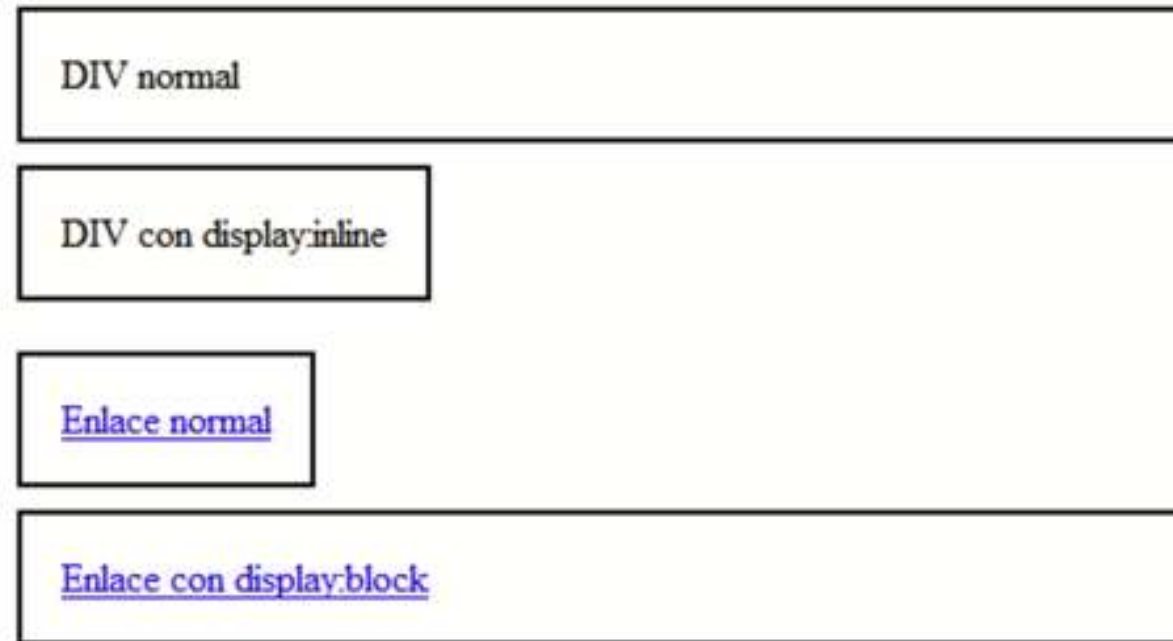 DIV normal
DIV con display:inline
Enlace normal
Enlace con display:block